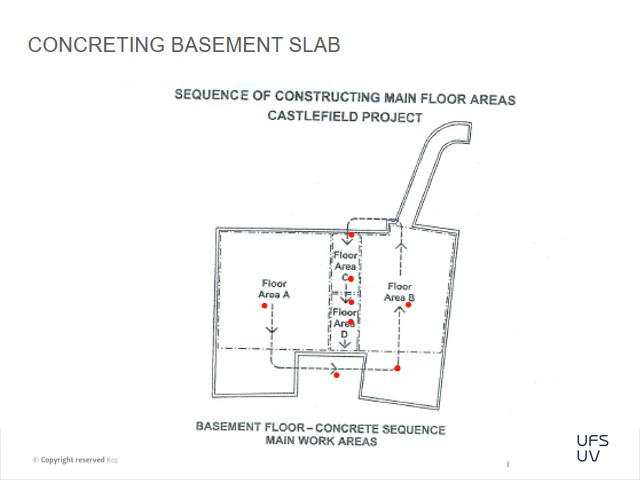 CONCRETING BASEMENT SLAB
SEQUENCE OF CONSTRUCTING MAIN FLOOR AREAS
CASTLEFIELD PROJECT
Floor
Area A
Floor
Area
C
Floor
Area
D
Floor
Area B
BASEMENT FLOOR – CONCRETE SEQUENCE
MAIN WORK AREAS
© Copyright reserved
UFS
UV